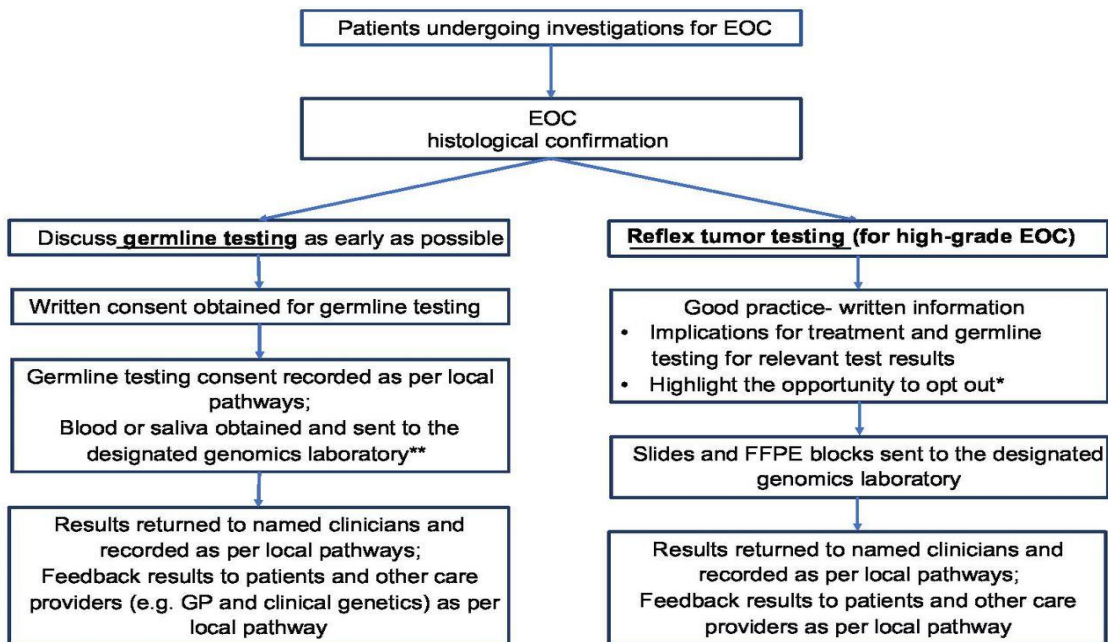 Patients undergoing investigations for EOC
EOC
histological confirmation
Discuss germline testing as early as possible
Written consent obtained for germline testing
Germline testing consent recorded as per local
pathways;
Blood or saliva obtained and sent to the
designated genomics laboratory**
Results returned to named clinicians and
recorded as per local pathways;
Feedback results to patients and other care
providers (e.g. GP and clinical genetics) as per
local pathway
Reflex tumor testing (for high-grade EOC)
Good practice- written information
• Implications for treatment and germline
testing for relevant test results
• Highlight the opportunity to opt out*
Slides and FFPE blocks sent to the designated
genomics laboratory
Results returned to named clinicians and
recorded as per local pathways;
Feedback results to patients and other care
providers as per local pathway